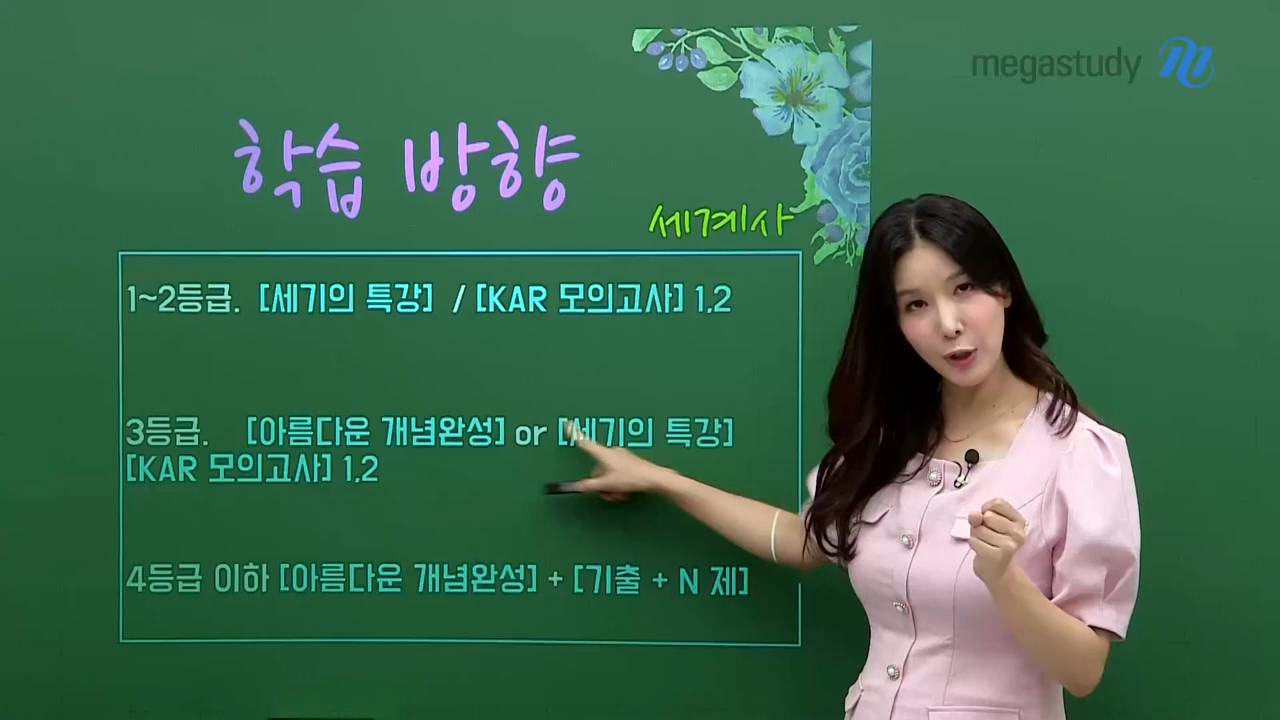 megastudy
학습 방향
세계사
1~2등급. [세기의 특강] / [KAR 모의고사] 1,2
3등급. [아름다운 개념완성] or [세기의 특강]
[KAR 모의고사] 1,2
4등급 이하 [아름다운 개념완성] + [기출 + N 제]